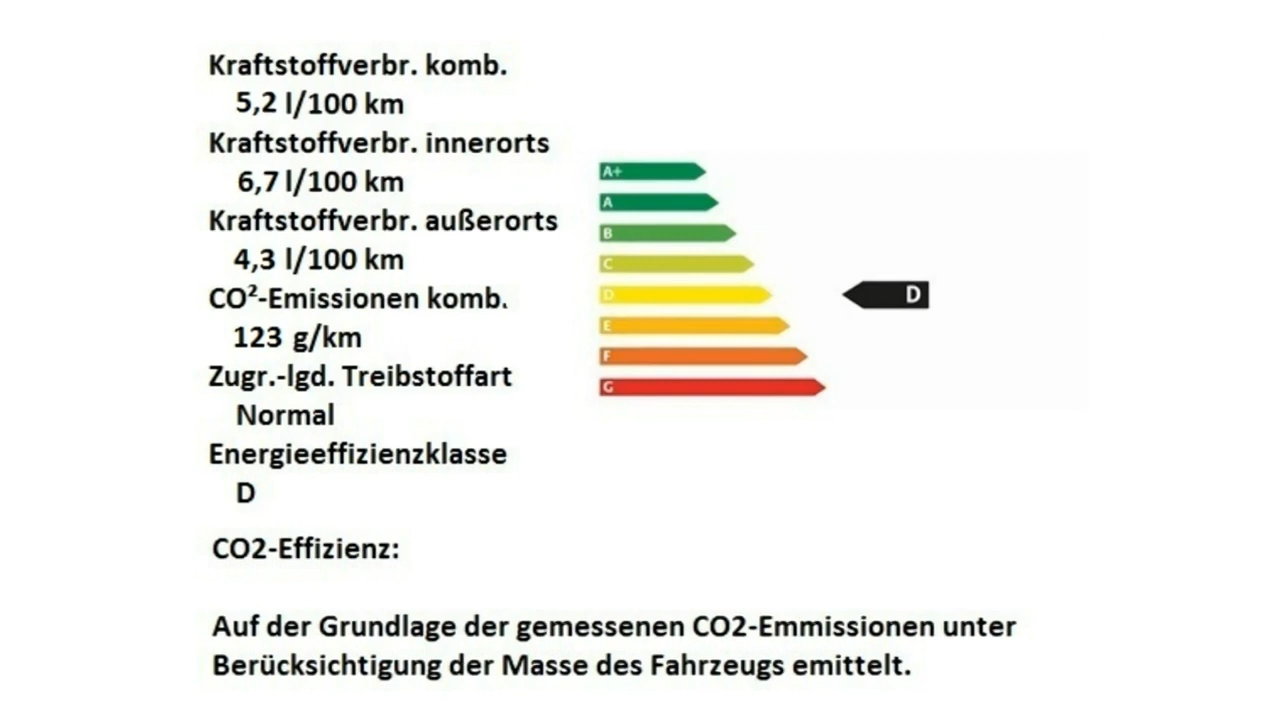 Kraftstoffverbr. komb.
5,2 l/100 km
Kraftstoffverbr. innerorts
6,7 l/100 km
Kraftstoffverbr. außerorts
4,3 l/100 km
CO²-Emissionen komb.
123 g/km
Zugr.-lgd. Treibstoffart
Normal
Energieeffizienzklasse
D
A+
A
B
C
D
E
F
G
D
CO2-Effizienz:
Auf der Grundlage der gemessenen CO2-Emmissionen unter
Berücksichtigung der Masse des Fahrzeugs emittelt.